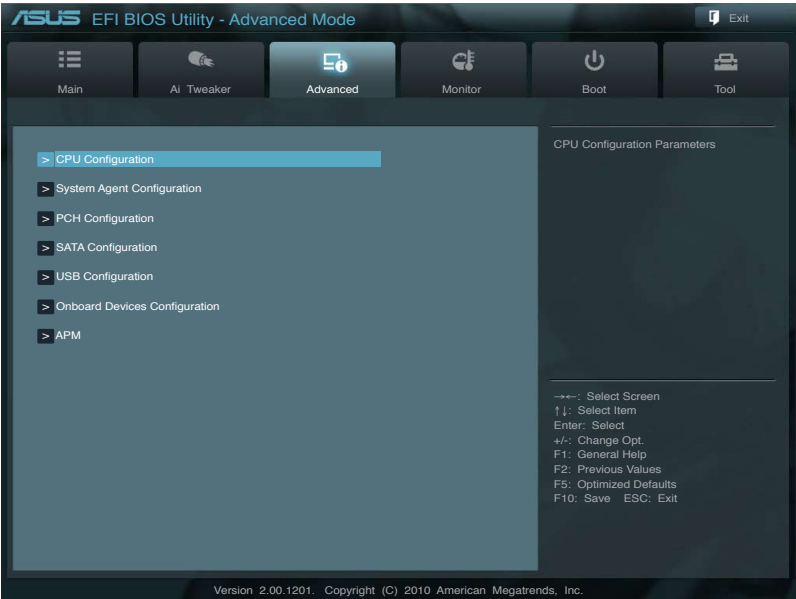 ASUS EFI BIOS Utility - Advanced Mode
Exit
Main
Ai Tweaker
Advanced
Monitor
Boot
Tool
> CPU Configuration
> System Agent Configuration
> PCH Configuration
> SATA Configuration
> USB Configuration
> Onboard Devices Configuration
> APM
CPU Configuration Parameters
→←: Select Screen
↑↓: Select Item
Enter: Select
+/-: Change Opt.
F1: General Help
F2: Previous Values
F5: Optimized Defaults
F10: Save ESC: Exit
Version 2.00.1201. Copyright (C) 2010 American Megatrends, Inc.